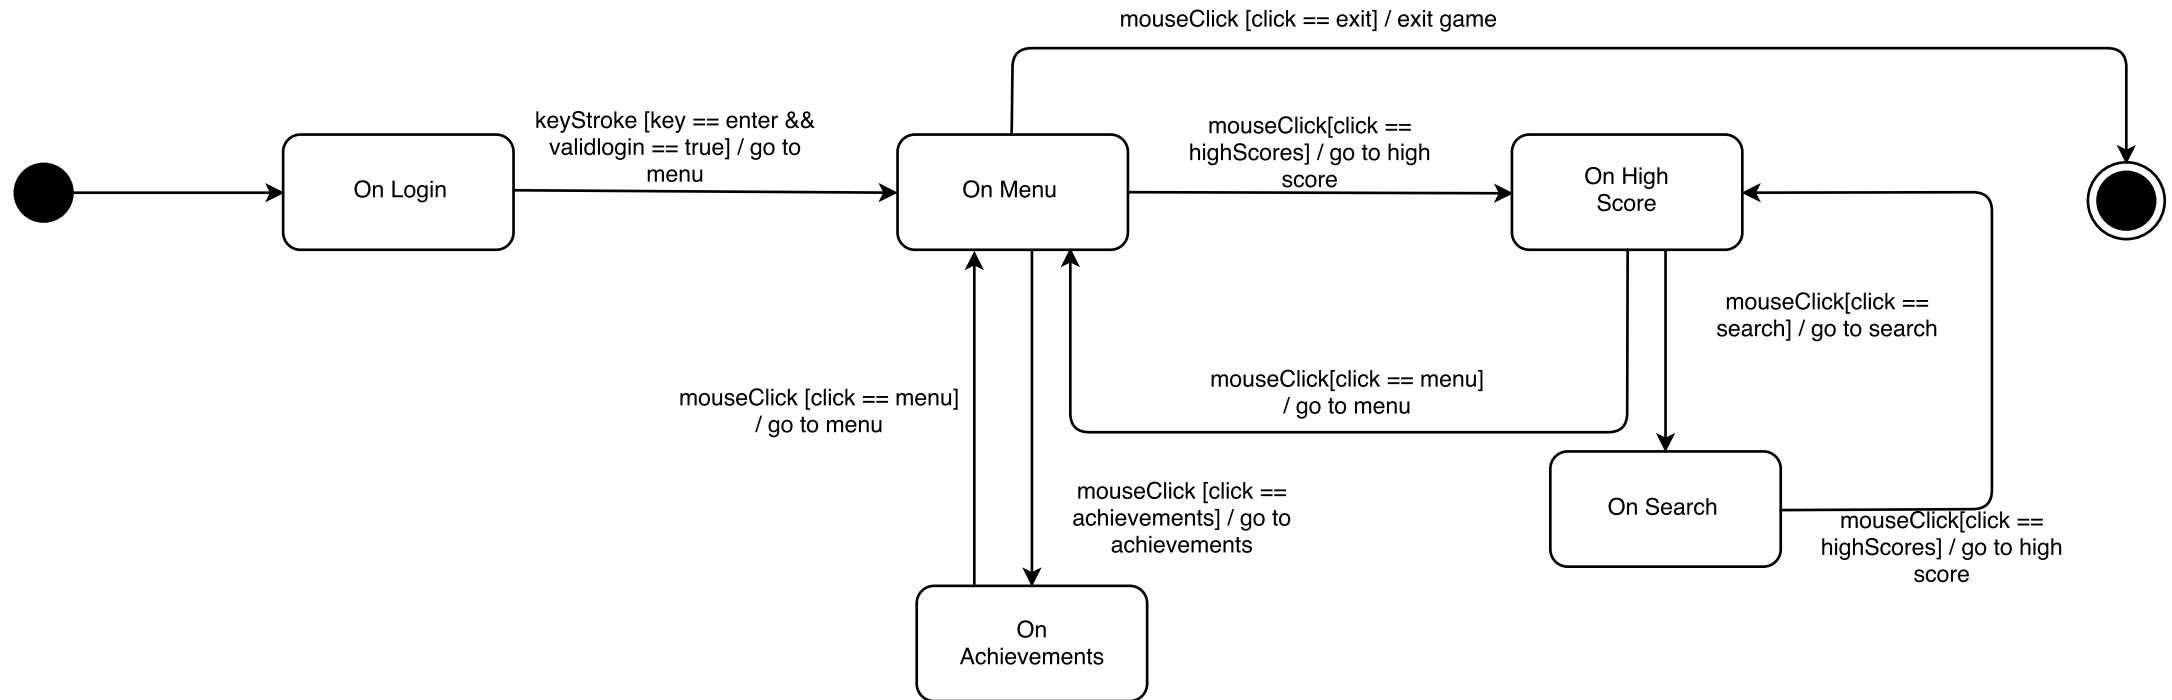 mouseClick [click == exit] / exit game
keyStroke [key == enter &&
validlogin == true] / go to
menu
mouseClick[click ==
highScores] / go to high
score
On Login
On Menu
On High
Score
mouseClick[click ==
search] / go to search
mouseClick [click == menu]
/ go to menu
mouseClick[click == menu]
/ go to menu
mouseClick [click ==
achievements] / go to
achievements
On Search
mouseClick[click ==
highScores] / go to high
score
On
Achievements